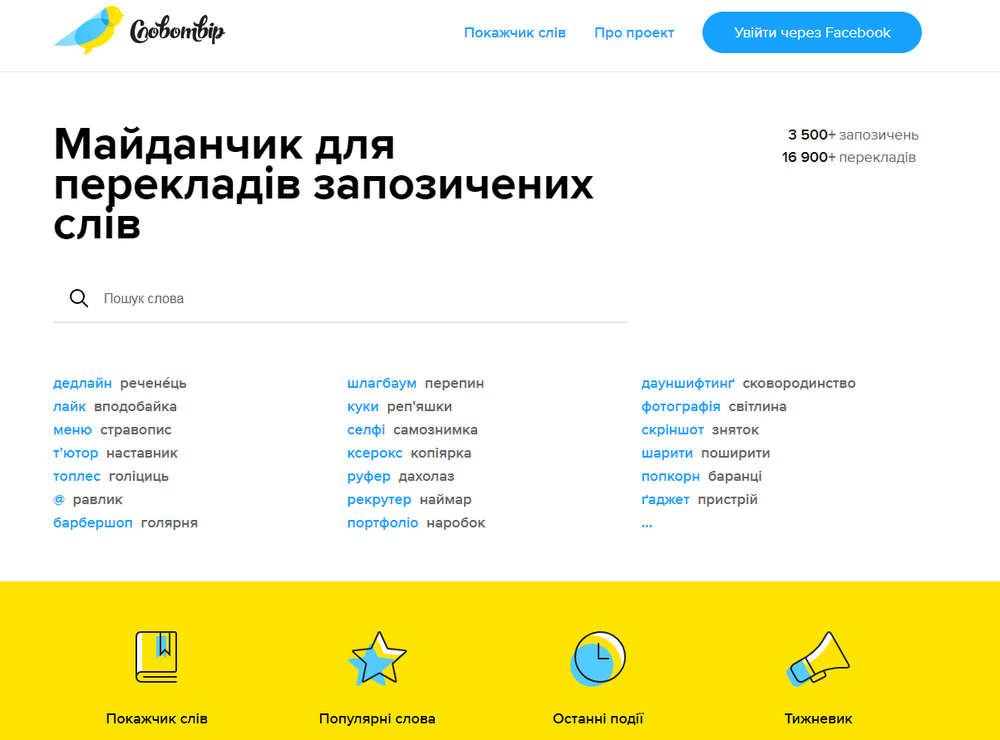 Словотвір
Покажчик слів
Про проект
Увійти через Facebook
Майданчик для
перекладів запозичених
слів
3 500+ запозичень
16 900+ перекладів
Пошук слова
дедлайн речене́ць
лайк вподобайка
меню стравопис
т’ютор наставник
топлес голіциць
@ равлик
барбершоп голярня
шлагбаум перепин
куки реп'яшки
селфі самознимка
ксерокс копіярка
руфер дахолаз
рекрутер наймар
портфоліо наробок
дауншифтинґ сковородинство
фотографія світлина
скріншот зняток
шарити поширити
попкорн баранці
ґаджет пристрій
...
Покажчик слів
Популярні слова
Останні події
Тижневик